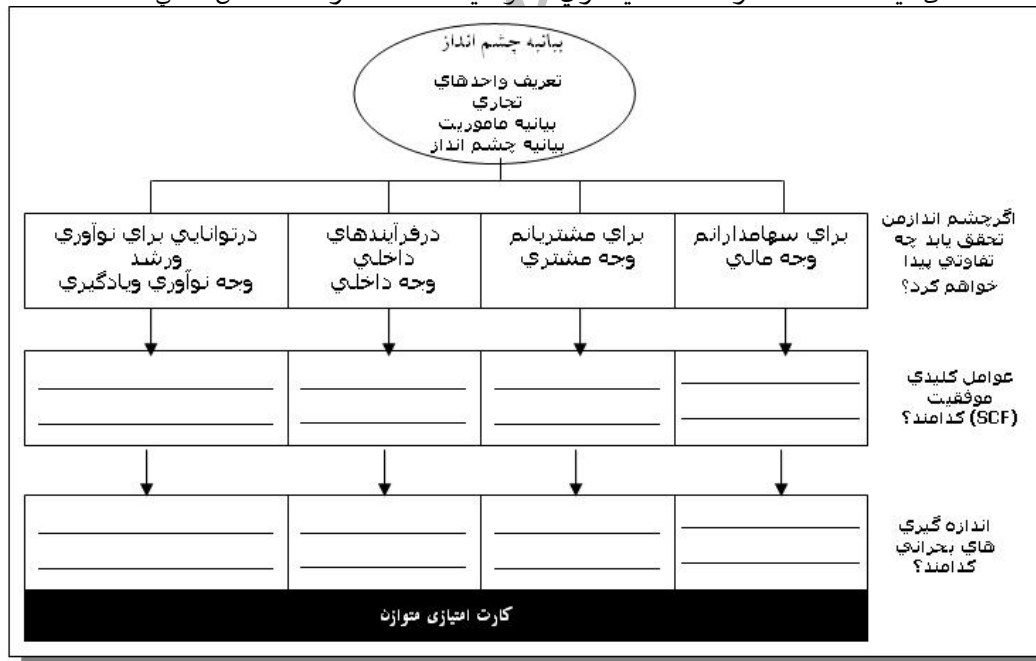 بيانيه چشم انداز
تعريف واحدهاي
تجاري
بيانيه ماموريت
بيانيه چشم انداز
اگرچشم اندازمن
تحقق يابد چه
تفاوتي پيدا
خواهم كرد؟
براي سهامدارانم
وجه مالي
براي مشتريانم
وجه مشتري
درفرآيندهاي
داخلي
وجه داخلي
درتوانايي براي نوآوري
ورشد
وجه نوآوري ويادگيري
عوامل كليدي
موفقيت
(SCF) كدامند؟
اندازه گيري
هاي بحراني
كدامند؟
کارت امتیازی متوازن